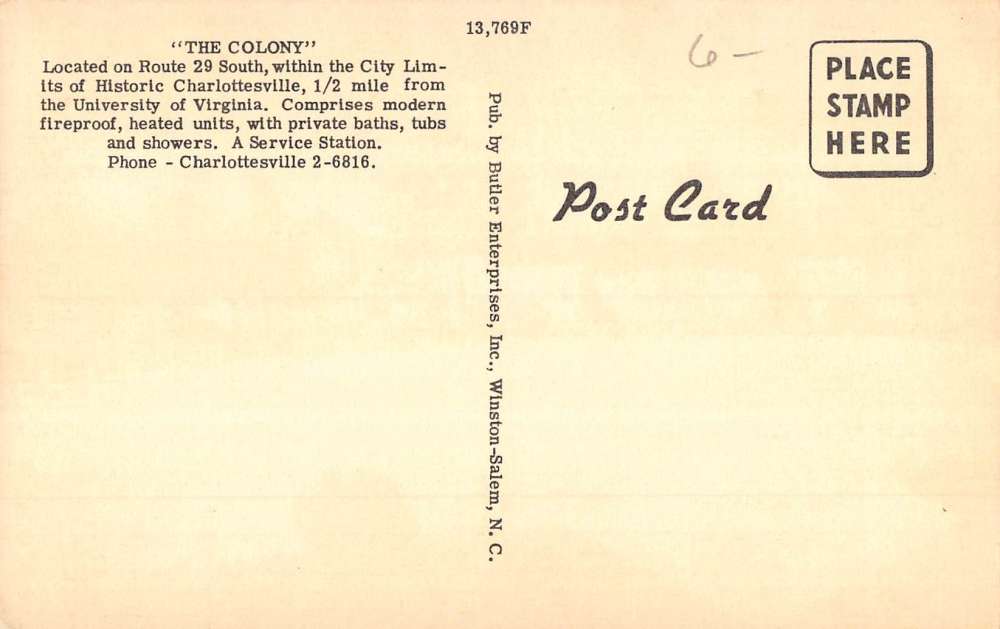 13,769F
"THE COLONY"
Located on Route 29 South, within the City Lim-
its of Historic Charlottesville, 1/2 mile from
the University of Virginia. Comprises modern
fireproof, heated units, with private baths, tubs
and showers. A Service Station.
Phone - Charlottesville 2-6816.
Pub. by Butler Enterprises, Inc., Winston-Salem, N. C.
6 -
PLACE
STAMP
HERE
Post Card